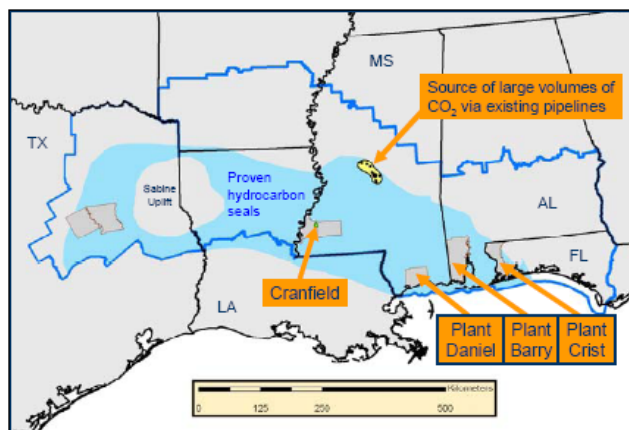 MS
Source of large volumes of
CO₂ via existing pipelines
TX
Sabine
Uplift
Proven
hydrocarbon
seals
AL
FL
Cranfield
LA
Plant
Daniel
Plant
Barry
Plant
Crist
Kilometers
0 125 250 500